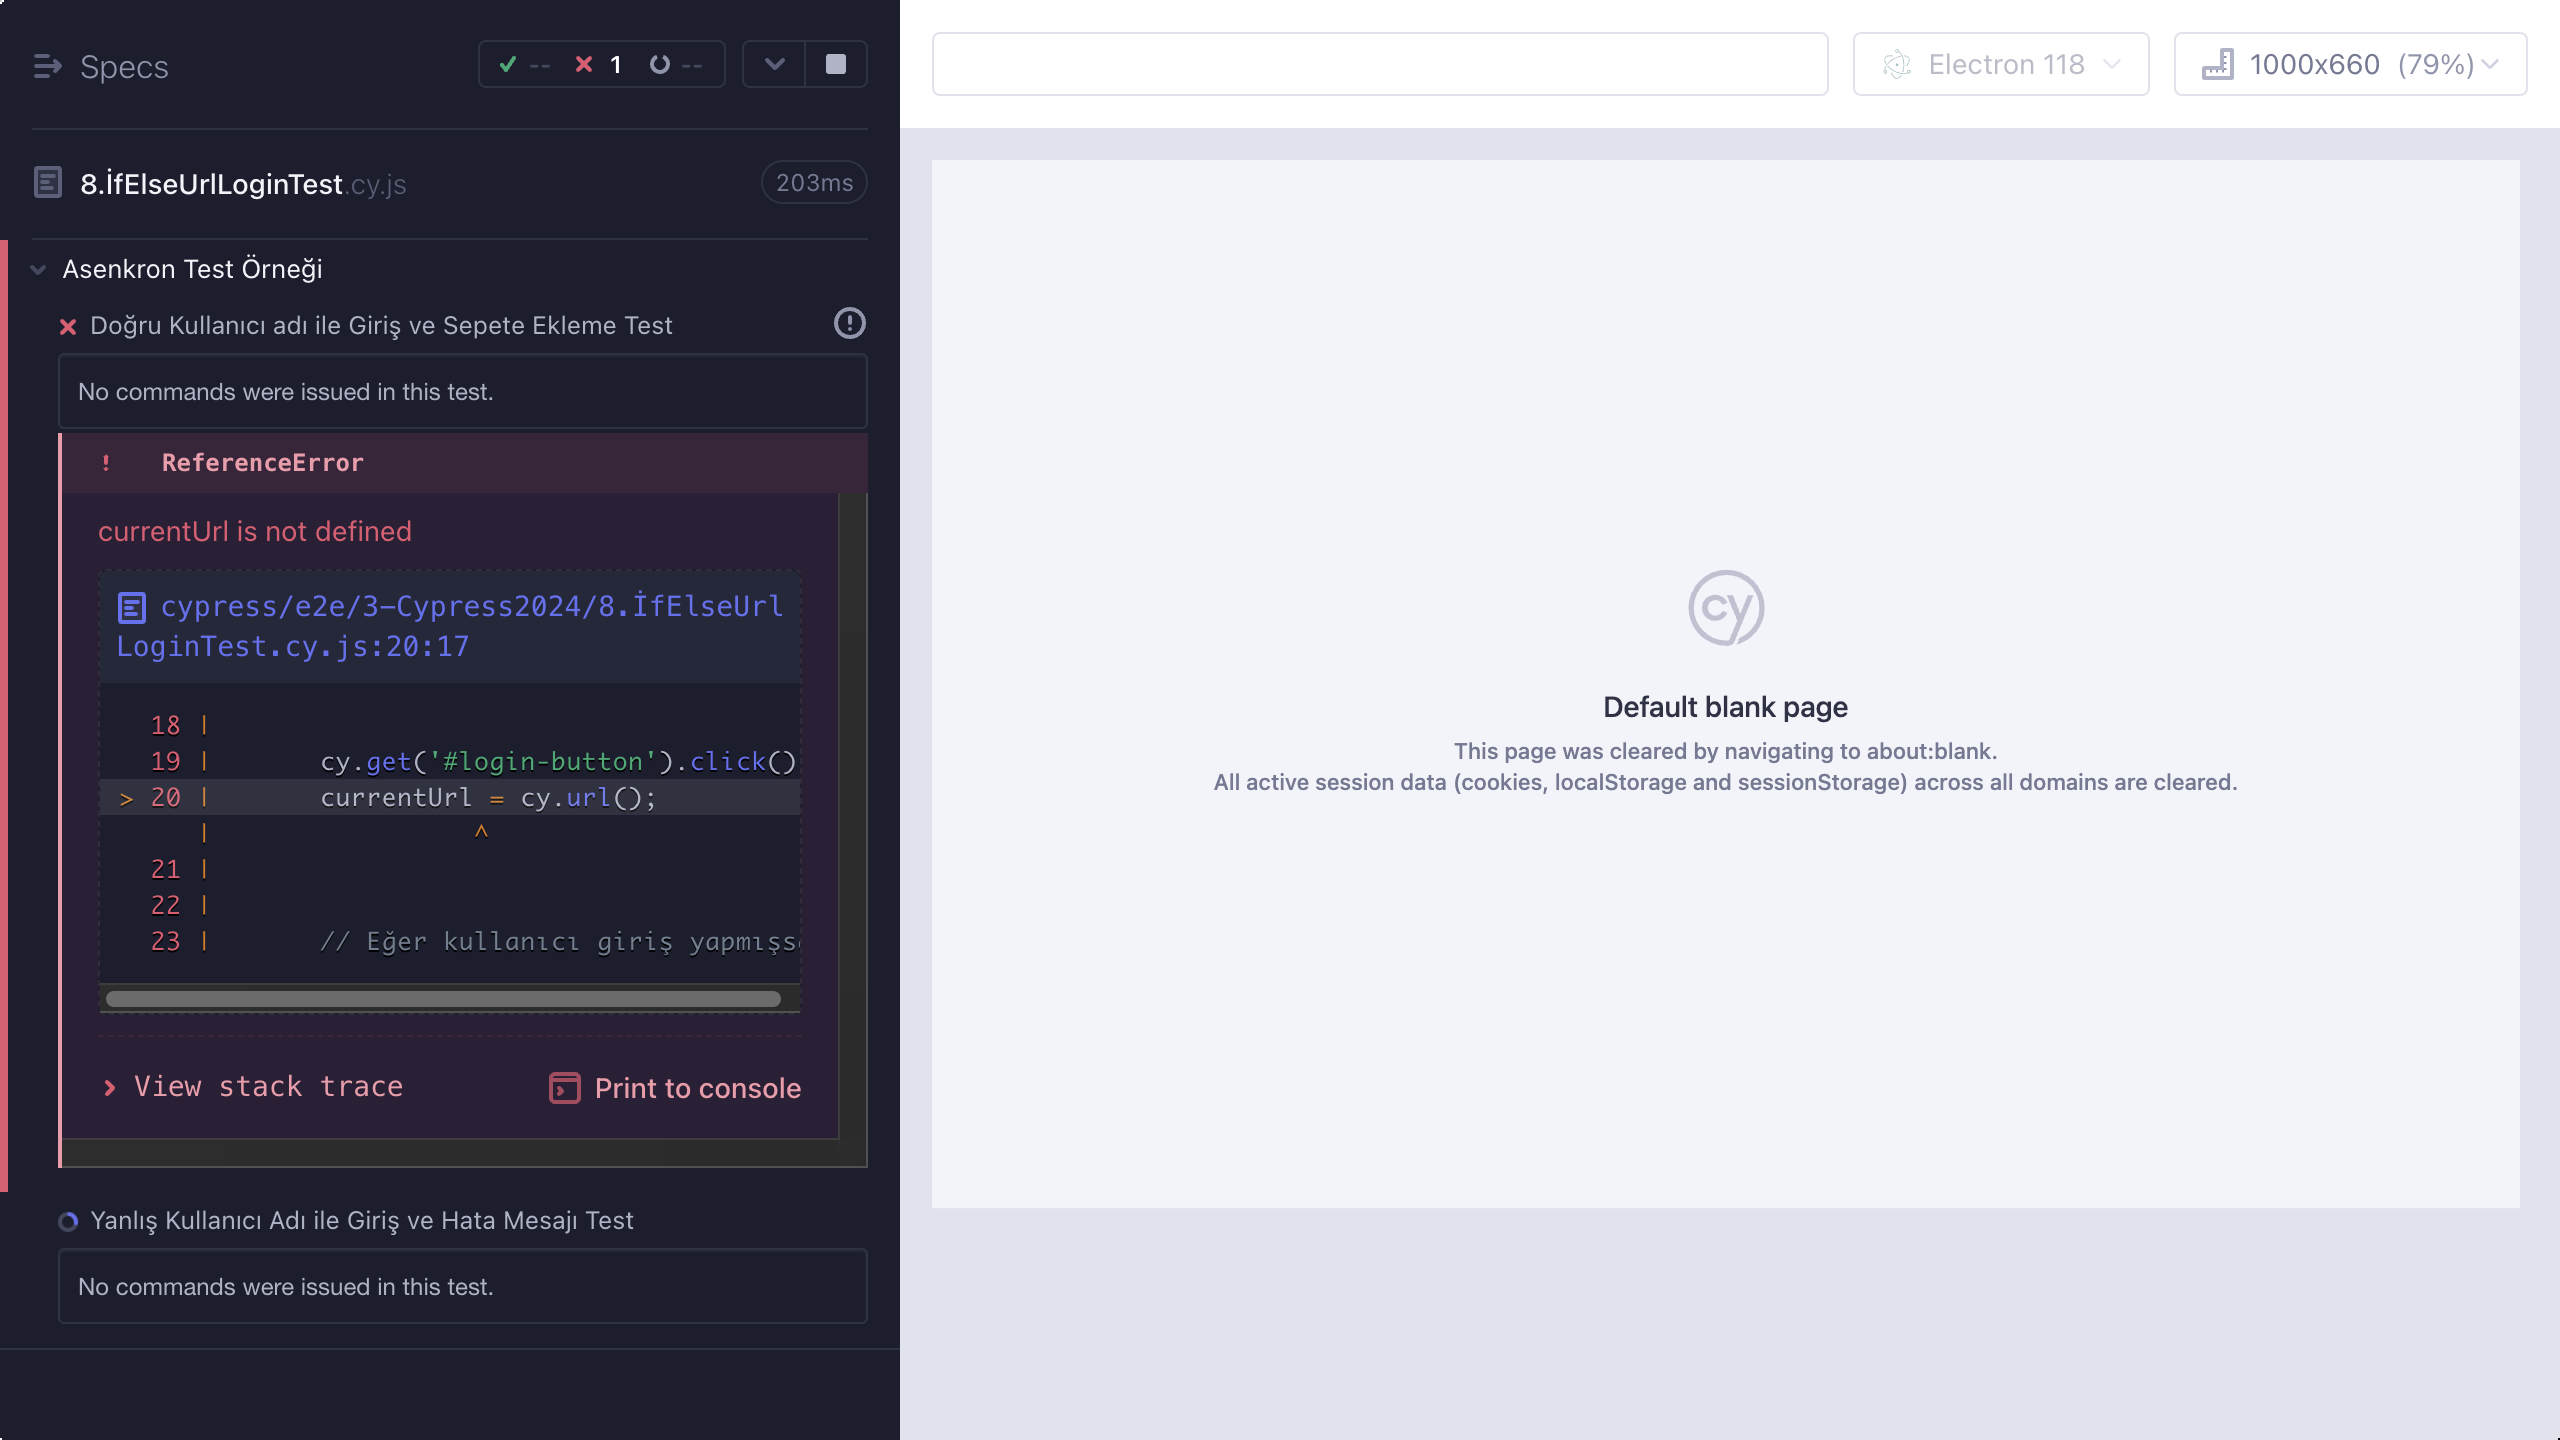 Specs
-- 1 --
8.İfElseUrlLoginTest.cy.js
203ms
Asenkron Test Örneği
Doğru Kullanıcı adı ile Giriş ve Sepete Ekleme Test
No commands were issued in this test.
! ReferenceError
currentUrl is not defined
cypress/e2e/3-Cypress2024/8.İfElseUrl
LoginTest.cy.js:20:17
18 |
19 | cy.get('#login-button').click()
> 20 | currentUrl = cy.url();
| ^
21 |
22 |
23 | // Eğer kullanıcı giriş yapmışs
> View stack trace
Print to console
Yanlış Kullanıcı Adı ile Giriş ve Hata Mesajı Test
No commands were issued in this test.
Electron 118
1000x660 (79%)
cy
Default blank page
This page was cleared by navigating to about:blank.
All active session data (cookies, localStorage and sessionStorage) across all domains are cleared.